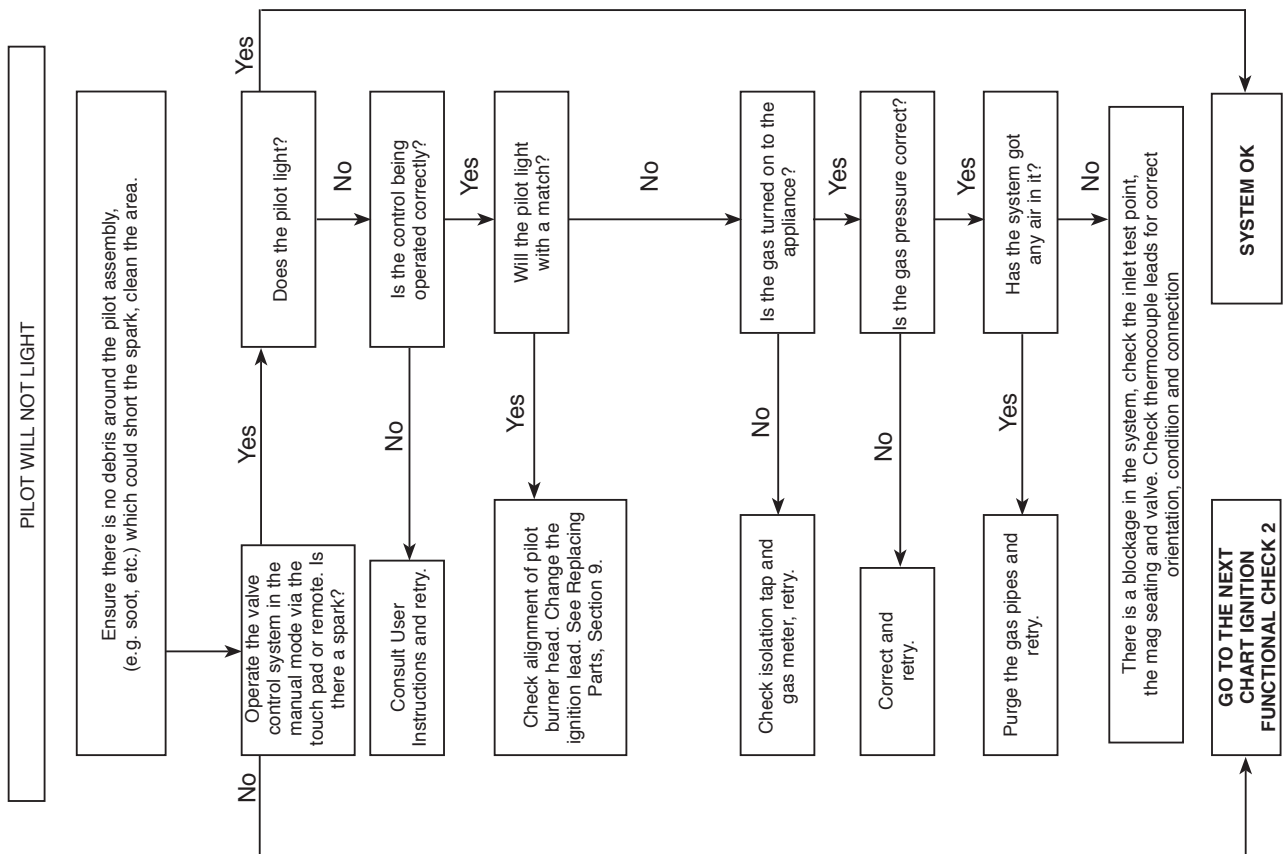 PILOT WILL NOT LIGHT
Ensure there is no debris around the pilot assembly,
(e.g. soot, etc.) which could short the spark, clean the area.
Operate the valve
control system in the
manual mode via the
touch pad or remote. Is
there a spark?
Yes
Does the pilot light?
Yes
No
No
Consult User
Instructions and retry.
No
Is the control being
operated correctly?
Yes
Check alignment of pilot
burner head. Change the
ignition lead. See Replacing
Parts, Section 9.
Yes
Will the pilot light
with a match?
No
Check isolation tap and
gas meter, retry.
No
Is the gas turned on to the
appliance?
Yes
Correct and
retry.
No
Is the gas pressure correct?
Yes
Purge the gas pipes and
retry.
Yes
Has the system got
any air in it?
No
There is a blockage in the system, check the inlet test point,
the mag seating and valve. Check thermocouple leads for correct
orientation, condition and connection
GO TO THE NEXT
CHART IGNITION
FUNCTIONAL CHECK 2
SYSTEM OK